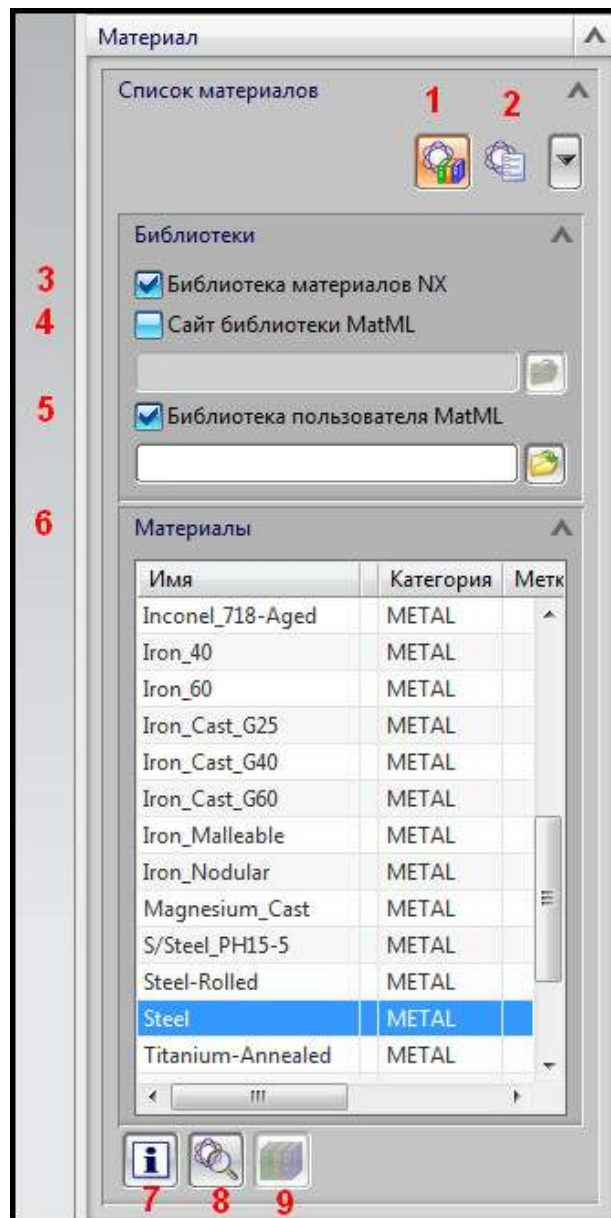 Материал
Список материалов
1 2
Библиотеки
3 Библиотека материалов NX
4 Сайт библиотеки MatML
5 Библиотека пользователя MatML
6 Материалы
Имя Категория Метк
Inconel_718-Aged METAL
Iron_40 METAL
Iron_60 METAL
Iron_Cast_G25 METAL
Iron_Cast_G40 METAL
Iron_Cast_G60 METAL
Iron_Malleable METAL
Iron_Nodular METAL
Magnesium_Cast METAL
S/Steel_PH15-5 METAL
Steel-Rolled METAL
Steel METAL
Titanium-Annealed METAL
7 8 9